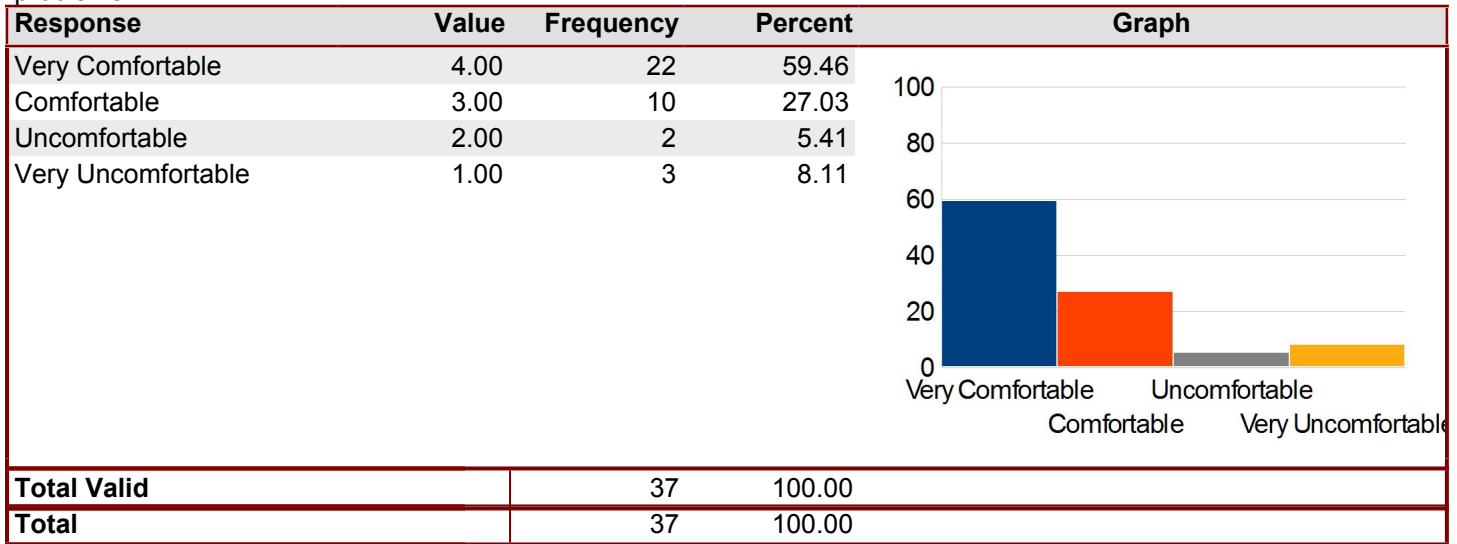 Response Value Frequency Percent Graph
Very Comfortable 4.00 22 59.46
Comfortable 3.00 10 27.03
Uncomfortable 2.00 2 5.41
Very Uncomfortable 1.00 3 8.11
100
80
60
40
20
0
Very Comfortable Uncomfortable
Comfortable Very Uncomfortable
Total Valid 37 100.00
Total 37 100.00